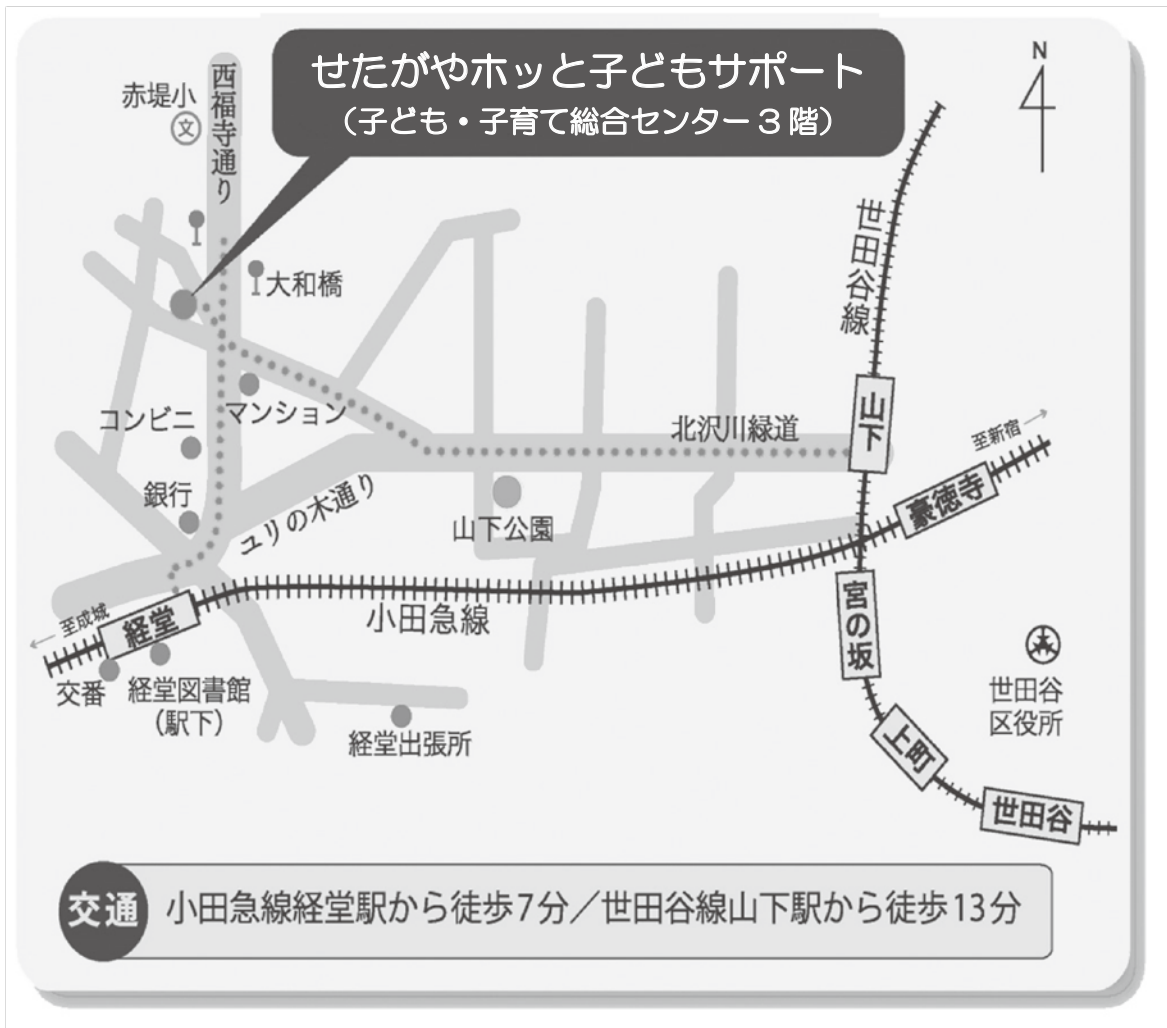 せたがやホッと子どもサポート
（子ども・子育て総合センター3階）
N
赤堤小
文
西福寺通り
大和橋
世田谷線
コンビニ
マンション
北沢川緑道
山下
至新宿
銀行
ユリの木通り
山下公園
豪徳寺
至成城
経堂
小田急線
宮の坂
交番
経堂図書館
（駅下）
経堂出張所
世田谷
区役所
上町
世田谷
交通
小田急線経堂駅から徒歩7分／世田谷線山下駅から徒歩13分